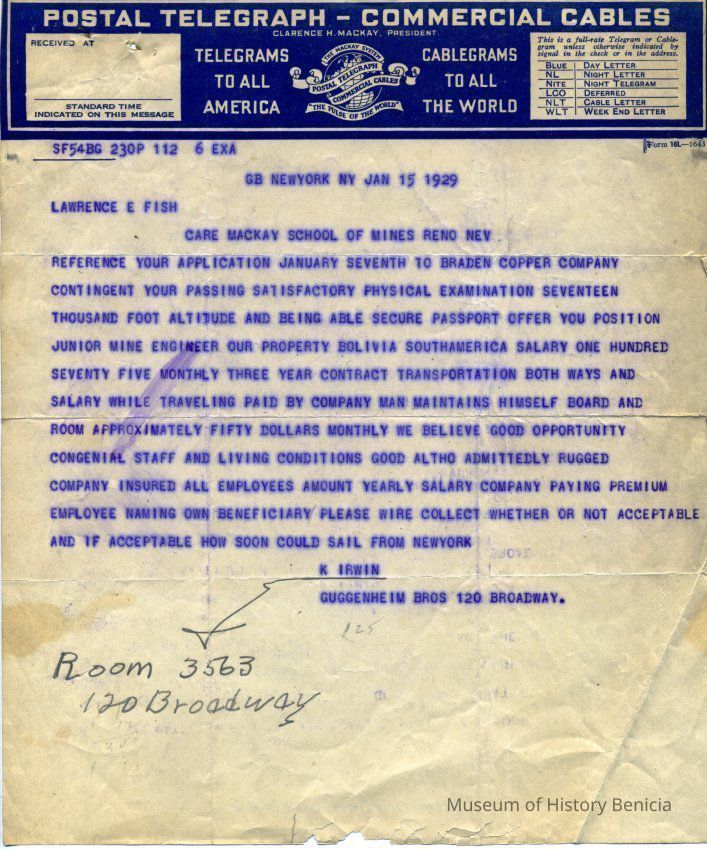 POSTAL TELEGRAPH – COMMERCIAL CABLES
CLARENCE H. MACKAY, PRESIDENT.
RECEIVED AT
STANDARD TIME
INDICATED ON THIS MESSAGE
TELEGRAMS
TO ALL
AMERICA
THE MACKAY SYSTEM
POSTAL TELEGRAPH
COMMERCIAL CABLES
"THE PULSE OF THE WORLD"
CABLEGRAMS
TO ALL
THE WORLD
This is a full-rate Telegram or Cable-
gram unless otherwise indicated by
signal in the check or in the address.
BLUE DAY LETTER
NL NIGHT LETTER
NITE NIGHT TELEGRAM
LCO DEFERRED
NLT CABLE LETTER
WLT WEEK END LETTER
Form 16L—1643
SF54BG 230P 112 6 EXA
GB NEWYORK NY JAN 15 1929
LAWRENCE E FISH
CARE MACKAY SCHOOL OF MINES RENO NEV
REFERENCE YOUR APPLICATION JANUARY SEVENTH TO BRADEN COPPER COMPANY
CONTINGENT YOUR PASSING SATISFACTORY PHYSICAL EXAMINATION SEVENTEEN
THOUSAND FOOT ALTITUDE AND BEING ABLE SECURE PASSPORT OFFER YOU POSITION
JUNIOR MINE ENGINEER OUR PROPERTY BOLIVIA SOUTHAMERICA SALARY ONE HUNDRED
SEVENTY FIVE MONTHLY THREE YEAR CONTRACT TRANSPORTATION BOTH WAYS AND
SALARY WHILE TRAVELING PAID BY COMPANY MAN MAINTAINS HIMSELF BOARD AND
ROOM APPROXIMATELY FIFTY DOLLARS MONTHLY WE BELIEVE GOOD OPPORTUNITY
CONGENIAL STAFF AND LIVING CONDITIONS GOOD ALTHO ADMITTEDLY RUGGED
COMPANY INSURED ALL EMPLOYEES AMOUNT YEARLY SALARY COMPANY PAYING PREMIUM
EMPLOYEE NAMING OWN BENEFICIARY PLEASE WIRE COLLECT WHETHER OR NOT ACCEPTABLE
AND IF ACCEPTABLE HOW SOON COULD SAIL FROM NEWYORK
K IRWIN
GUGGENHEIM BROS 120 BROADWAY.
125
Room 3563
120 Broadway
Museum of History Benicia